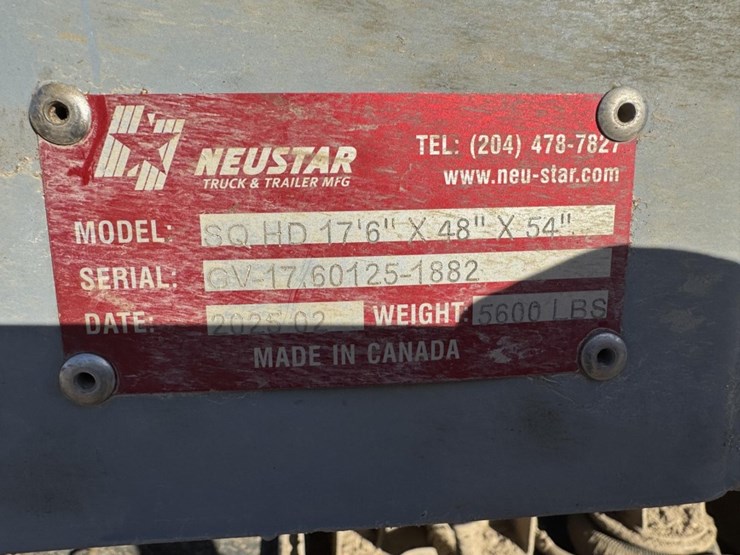 NEUSTAR
TRUCK & TRAILER MFG
TEL: (204) 478-7827
www.neu-star.com
MODEL: SQ HD 17'6" X 48" X 54"
SERIAL: GV-17/60125-1882
DATE: 2025/02 WEIGHT: 5600 LBS
MADE IN CANADA